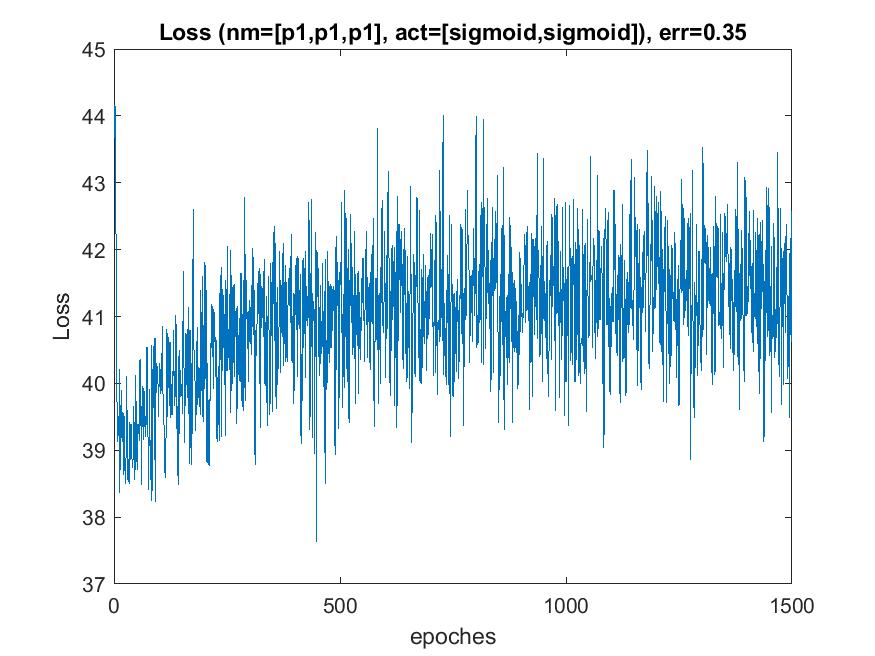 Loss (nm=[p1,p1,p1], act=[sigmoid,sigmoid]), err=0.35
45
44
43
42
41
40
39
38
37
Loss
0 500 1000 1500
epoches